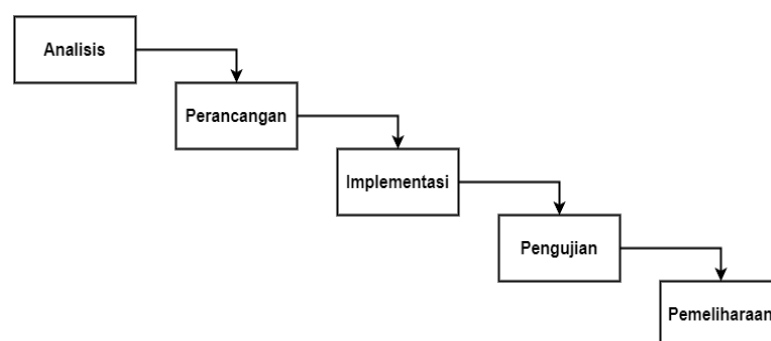 Analisis
Perancangan
Implementasi
Pengujian
Pemeliharaan